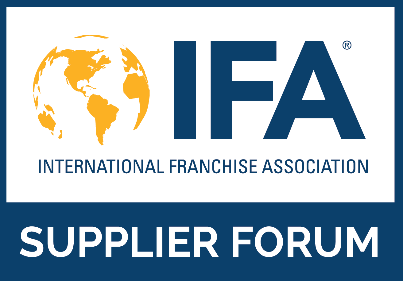 IFA®
INTERNATIONAL FRANCHISE ASSOCIATION
SUPPLIER FORUM